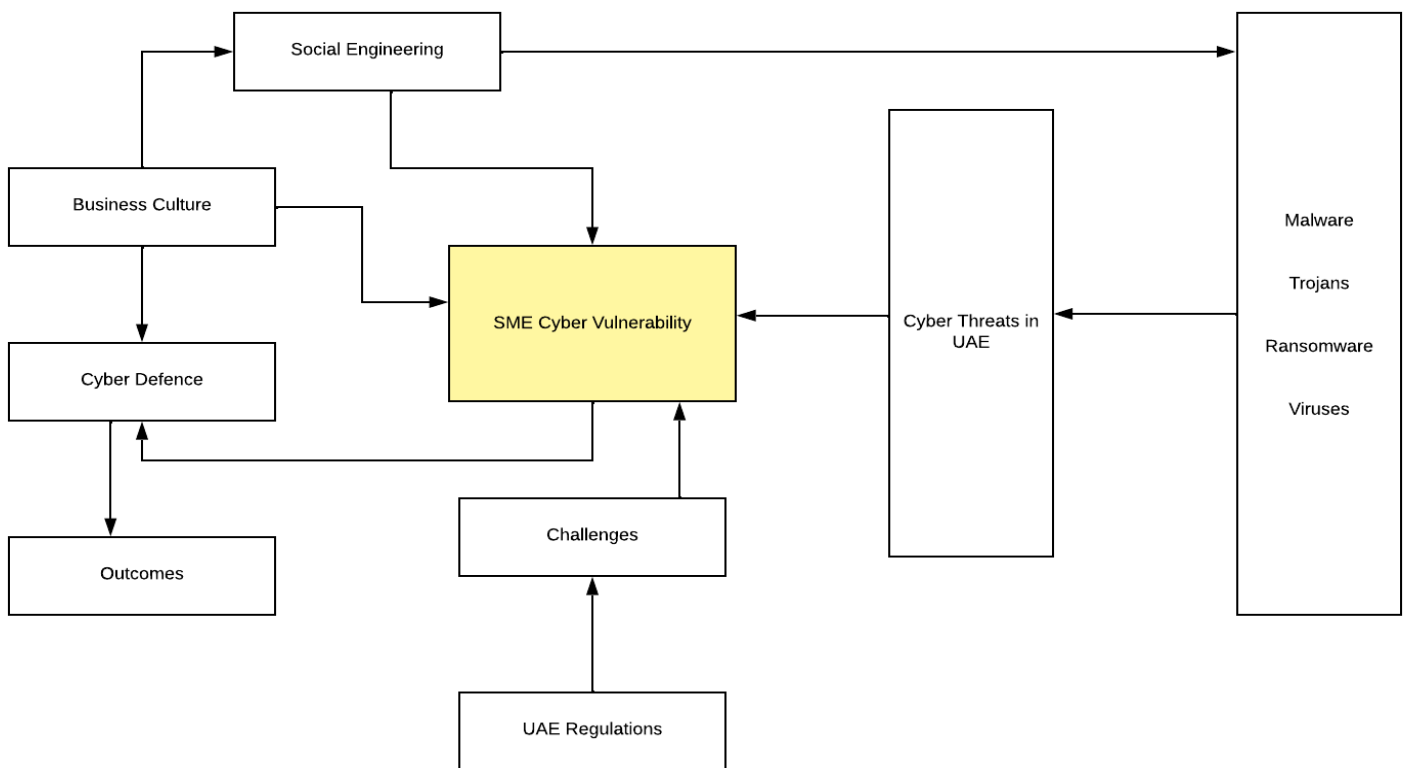 Social Engineering
Business Culture
Malware
Trojans
Ransomware
Viruses
SME Cyber Vulnerability
Cyber Threats in
UAE
Cyber Defence
Challenges
Outcomes
UAE Regulations